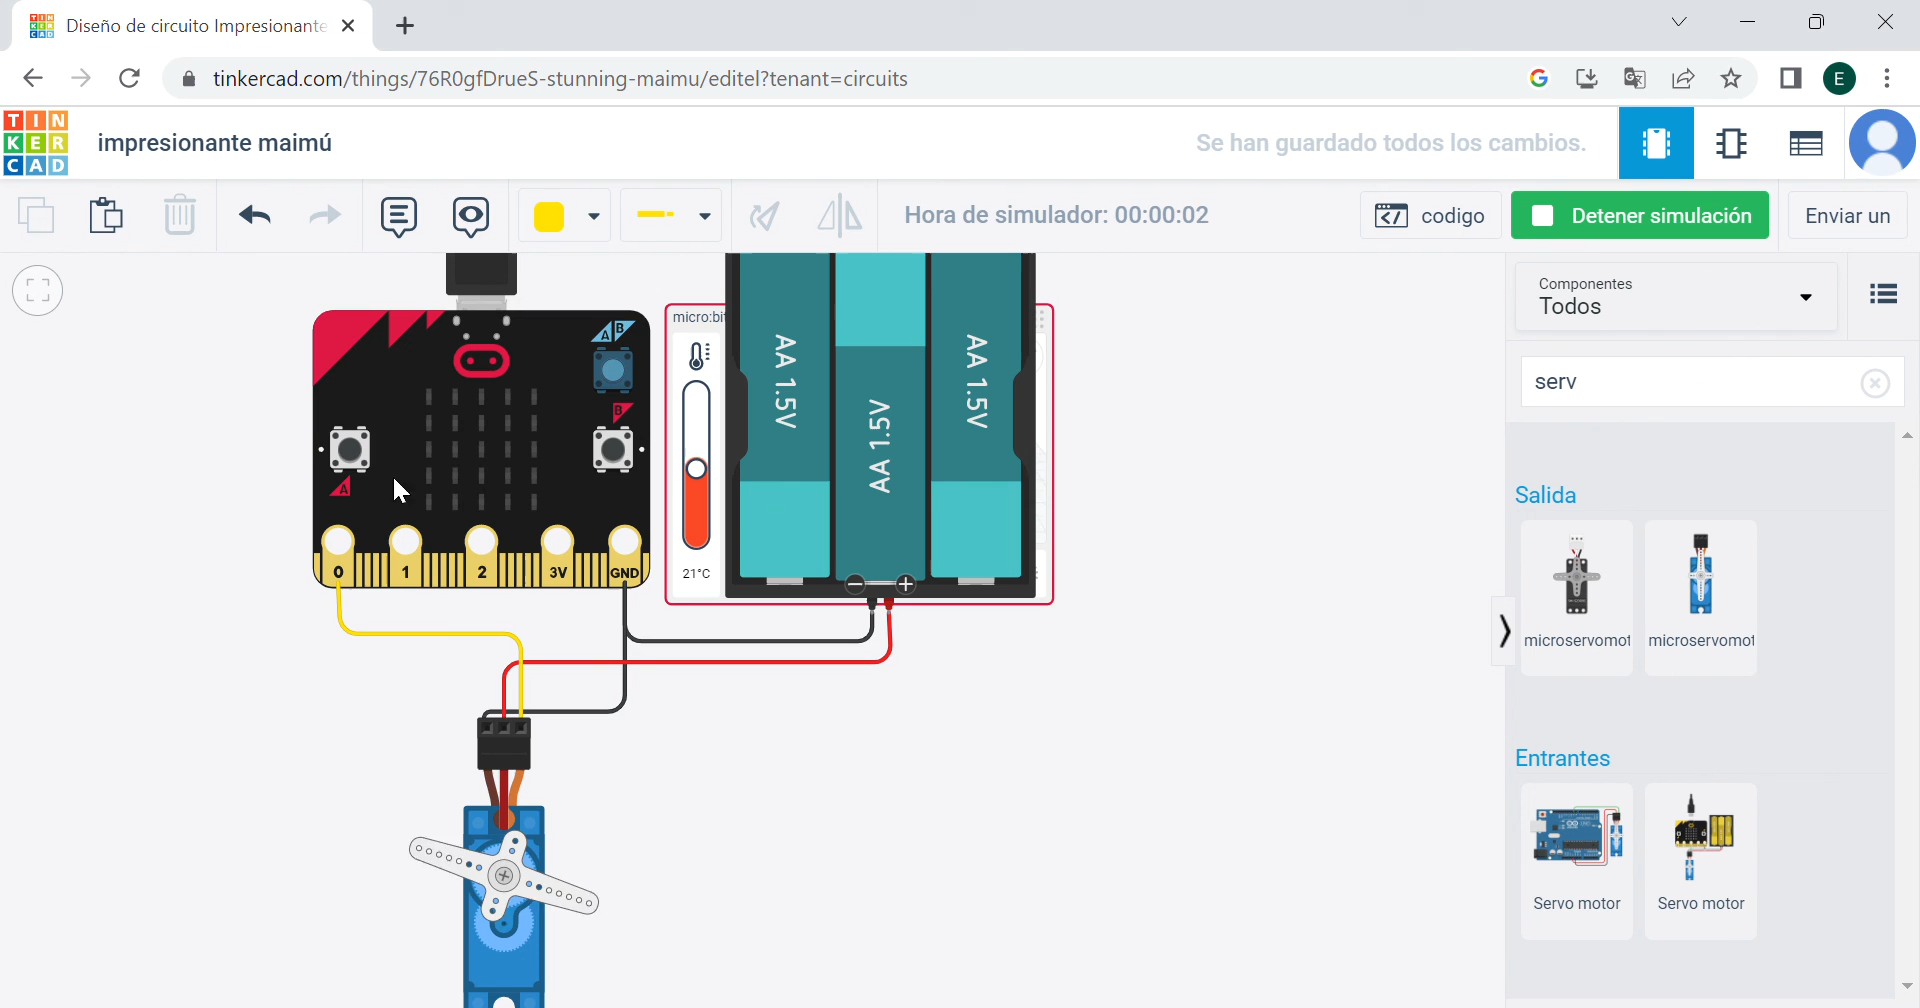 Diseño de circuito Impresionante
tinkercad.com/things/76R0gfDrueS-stunning-maimu/editel?tenant=circuits
G
E
TIN
KER
CAD
impresionante maimú
Se han guardado todos los cambios.
Hora de simulador: 00:00:02
codigo
Detener simulación
Enviar un
Componentes
Todos
serv
Salida
microservomot
microservomot
Entrantes
Servo motor
Servo motor
A B
B
A
0 1 2 3V GND
micro:bit
21°C
AA 1.5V
AA 1.5V
AA 1.5V